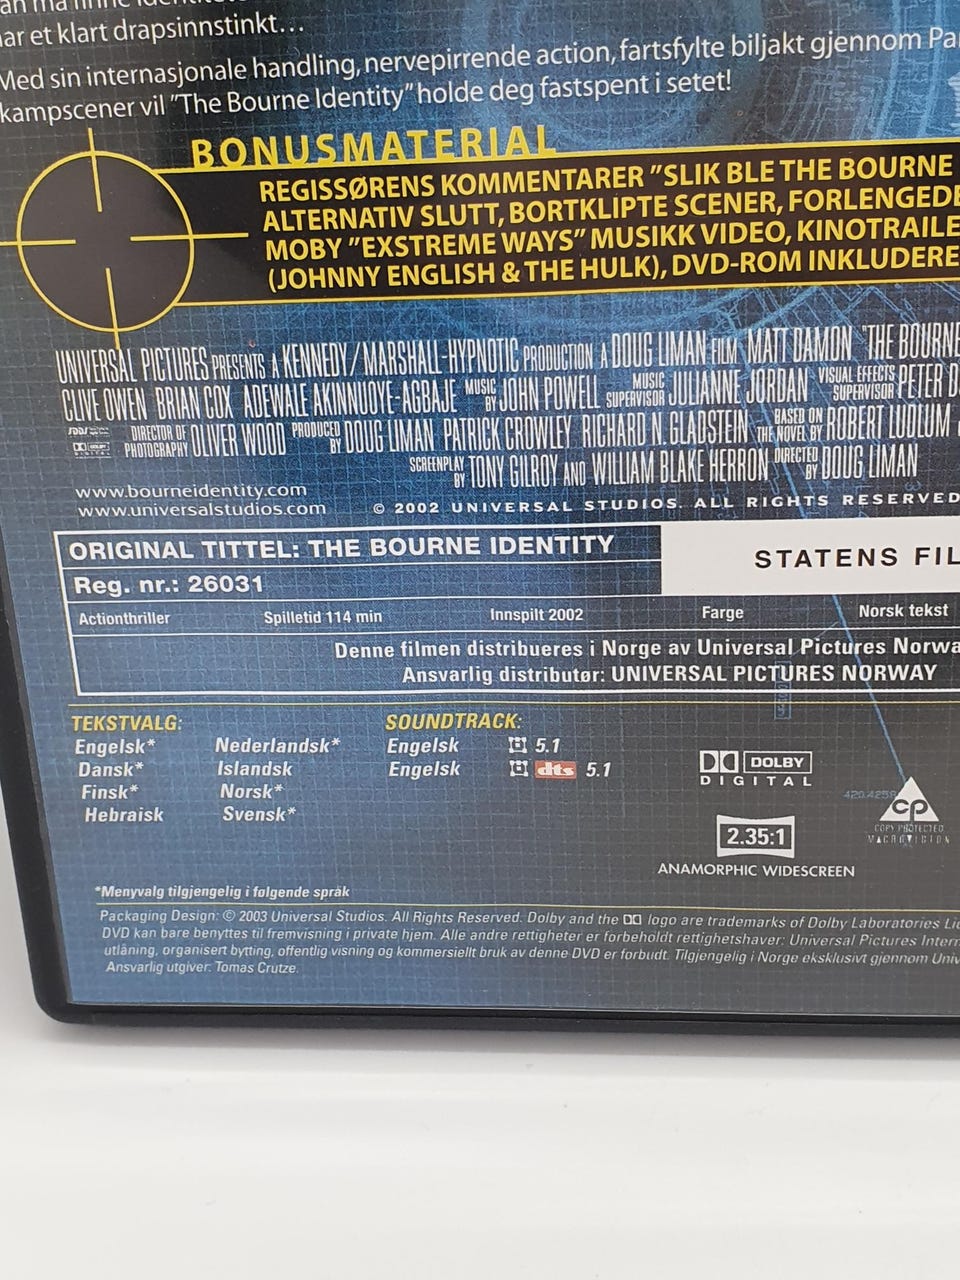 ar et klart drapsinnstinkt...
Med sin internasjonale handling, nervepirrende action, fartsfylte biljakt gjennom Pa
kampscener vil "The Bourne Identity" holde deg fastspent i setet!
BONUSMATERIAL
REGISSØRENS KOMMENTARER "SLIK BLE THE BOURNE
ALTERNATIV SLUTT, BORTKLIPTE SCENER, FORLENGEDE
MOBY "EXSTREME WAYS" MUSIKK VIDEO, KINOTRAILE
(JOHNNY ENGLISH & THE HULK), DVD-ROM INKLUDERE
UNIVERSAL PICTURES PRESENTS A KENNEDY/MARSHALL-HYPNOTIC PRODUCTION A DOUG LIMAN FILM MATT DAMON "THE BOURNE
CLIVE OWEN BRIAN COX ADEWALE AKINNUOYE-AGBAJE MUSIC BY JOHN POWELL MUSIC SUPERVISOR JULIANNE JORDAN VISUAL EFFECTS SUPERVISOR PETER D
DIRECTOR OF PHOTOGRAPHY OLIVER WOOD PRODUCED BY DOUG LIMAN PATRICK CROWLEY RICHARD N. GLADSTEIN BASED ON THE NOVEL BY ROBERT LUDLUM
SCREENPLAY BY TONY GILROY AND WILLIAM BLAKE HERRON DIRECTED BY DOUG LIMAN
www.bourneidentity.com
www.universalstudios.com © 2002 UNIVERSAL STUDIOS. ALL RIGHTS RESERVED
ORIGINAL TITTEL: THE BOURNE IDENTITY
STATENS FIL
Reg. nr.: 26031
Actionthriller Spilletid 114 min Innspilt 2002 Farge Norsk tekst
Denne filmen distribueres i Norge av Universal Pictures Norwa
Ansvarlig distributør: UNIVERSAL PICTURES NORWAY
TEKSTVALG: SOUNDTRACK:
Engelsk* Nederlandsk* Engelsk 5.1
Dansk* Islandsk Engelsk dts 5.1
Finsk* Norsk*
Hebraisk Svensk*
DOLBY
DIGITAL
420.4258
cp
COPY PROTECTED
MACROVISION
2.35:1
ANAMORPHIC WIDESCREEN
*Menyvalg tilgjengelig i følgende språk
Packaging Design: © 2003 Universal Studios. All Rights Reserved. Dolby and the logo are trademarks of Dolby Laboratories Li
DVD kan bare benyttes til fremvisning i private hjem. Alle andre rettigheter er forbeholdt rettighetshaver: Universal Pictures Intern
utlåning, organisert bytting, offentlig visning og kommersiellt bruk av denne DVD er forbudt. Tilgjengelig i Norge eksklusivt gjennom Univ
Ansvarlig utgiver: Tomas Crutze.